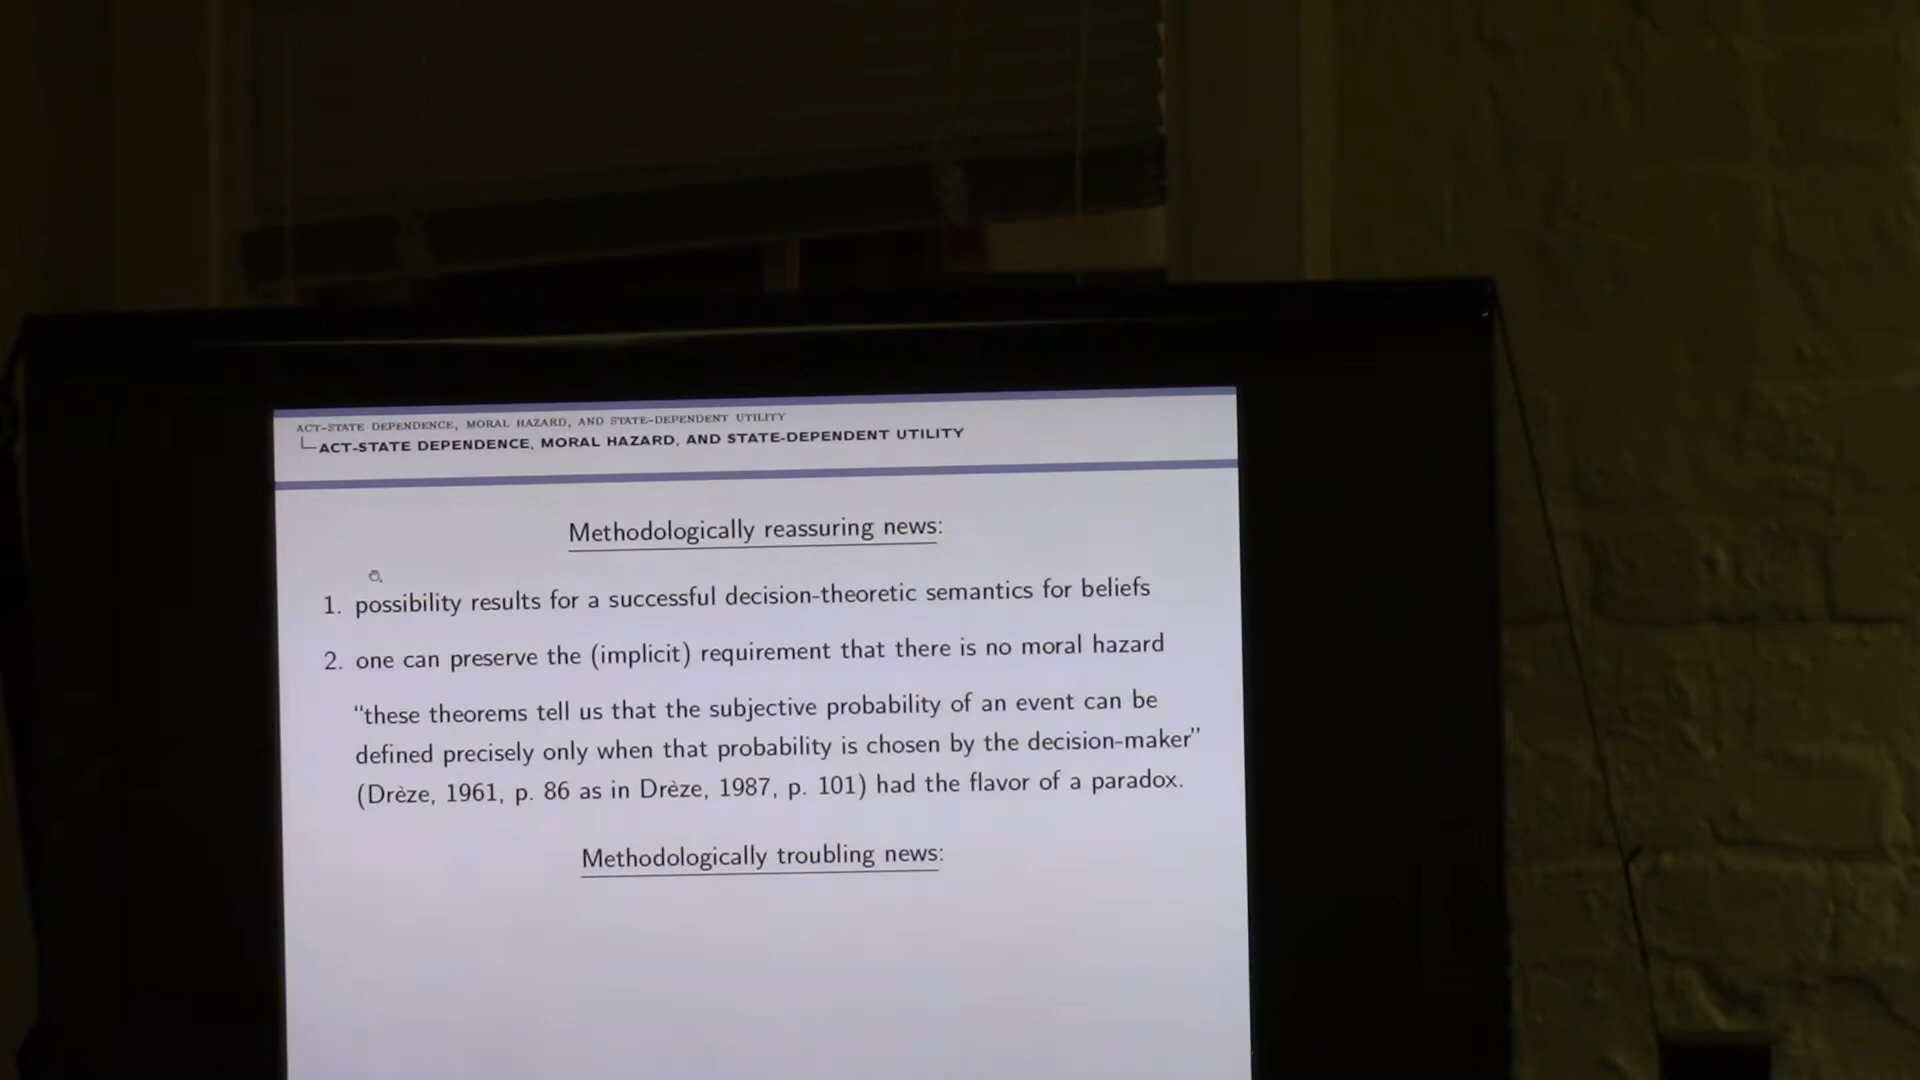 ACT-STATE DEPENDENCE, MORAL HAZARD, AND STATE-DEPENDENT UTILITY
ACT-STATE DEPENDENCE, MORAL HAZARD, AND STATE-DEPENDENT UTILITY
Methodologically reassuring news:
1. possibility results for a successful decision-theoretic semantics for beliefs
2. one can preserve the (implicit) requirement that there is no moral hazard
“these theorems tell us that the subjective probability of an event can be
defined precisely only when that probability is chosen by the decision-maker”
(Drèze, 1961, p. 86 as in Drèze, 1987, p. 101) had the flavor of a paradox.
Methodologically troubling news: